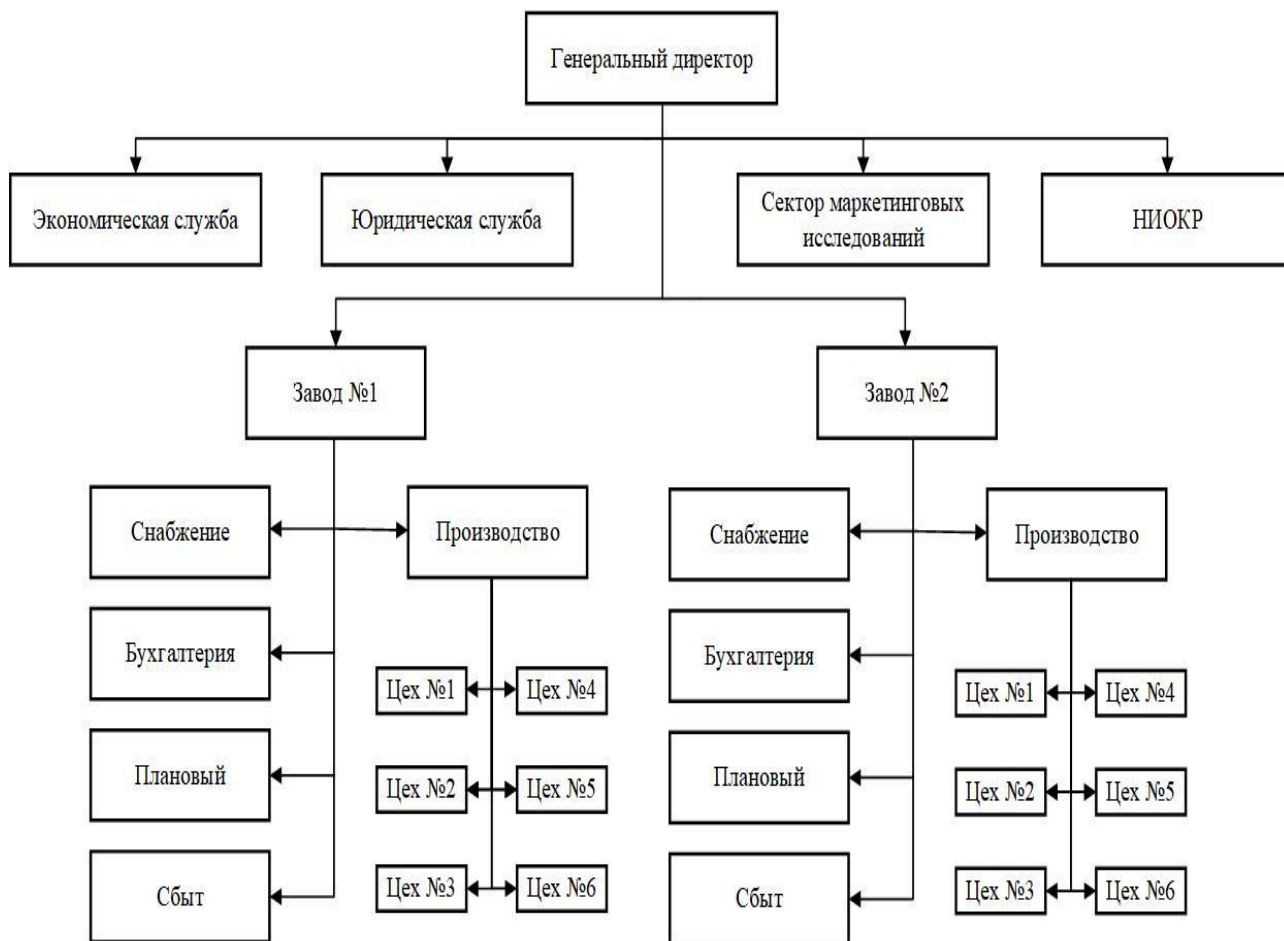 Генеральный директор
Экономическая служба
Юридическая служба
Сектор маркетинговых
исследований
НИОКР
Завод №1
Завод №2
Снабжение
Производство
Бухгалтерия
Цех №1
Цех №4
Плановый
Цех №2
Цех №5
Сбыт
Цех №3
Цех №6
Снабжение
Производство
Бухгалтерия
Цех №1
Цех №4
Плановый
Цех №2
Цех №5
Сбыт
Цех №3
Цех №6